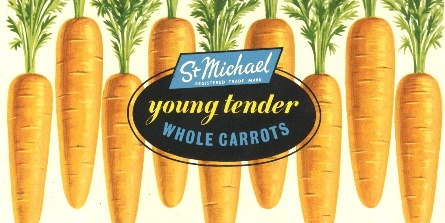 St Michael
REGISTERED TRADE MARK
young tender
WHOLE CARROTS